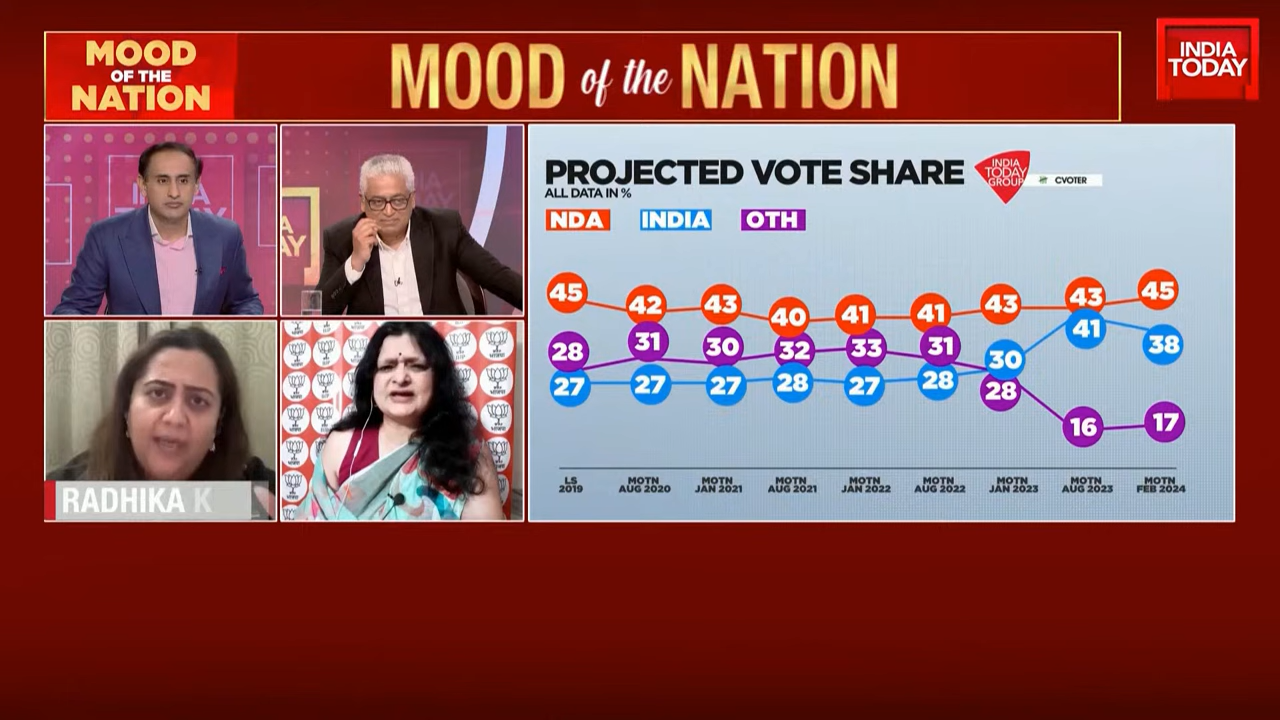 MOOD
OF THE
NATION
MOOD of the NATION
INDIA
TODAY
PROJECTED VOTE SHARE
INDIA
TODAY
GROUP
CVOTER
ALL DATA IN %
NDA INDIA OTH
45 42 43 40 41 41 43 43 45
28 31 30 32 33 31 30 41 38
27 27 27 28 27 28 28 16 17
LS
2019
MOTN
AUG 2020
MOTN
JAN 2021
MOTN
AUG 2021
MOTN
JAN 2022
MOTN
AUG 2022
MOTN
JAN 2023
MOTN
AUG 2023
MOTN
FEB 2024
RADHIKA K